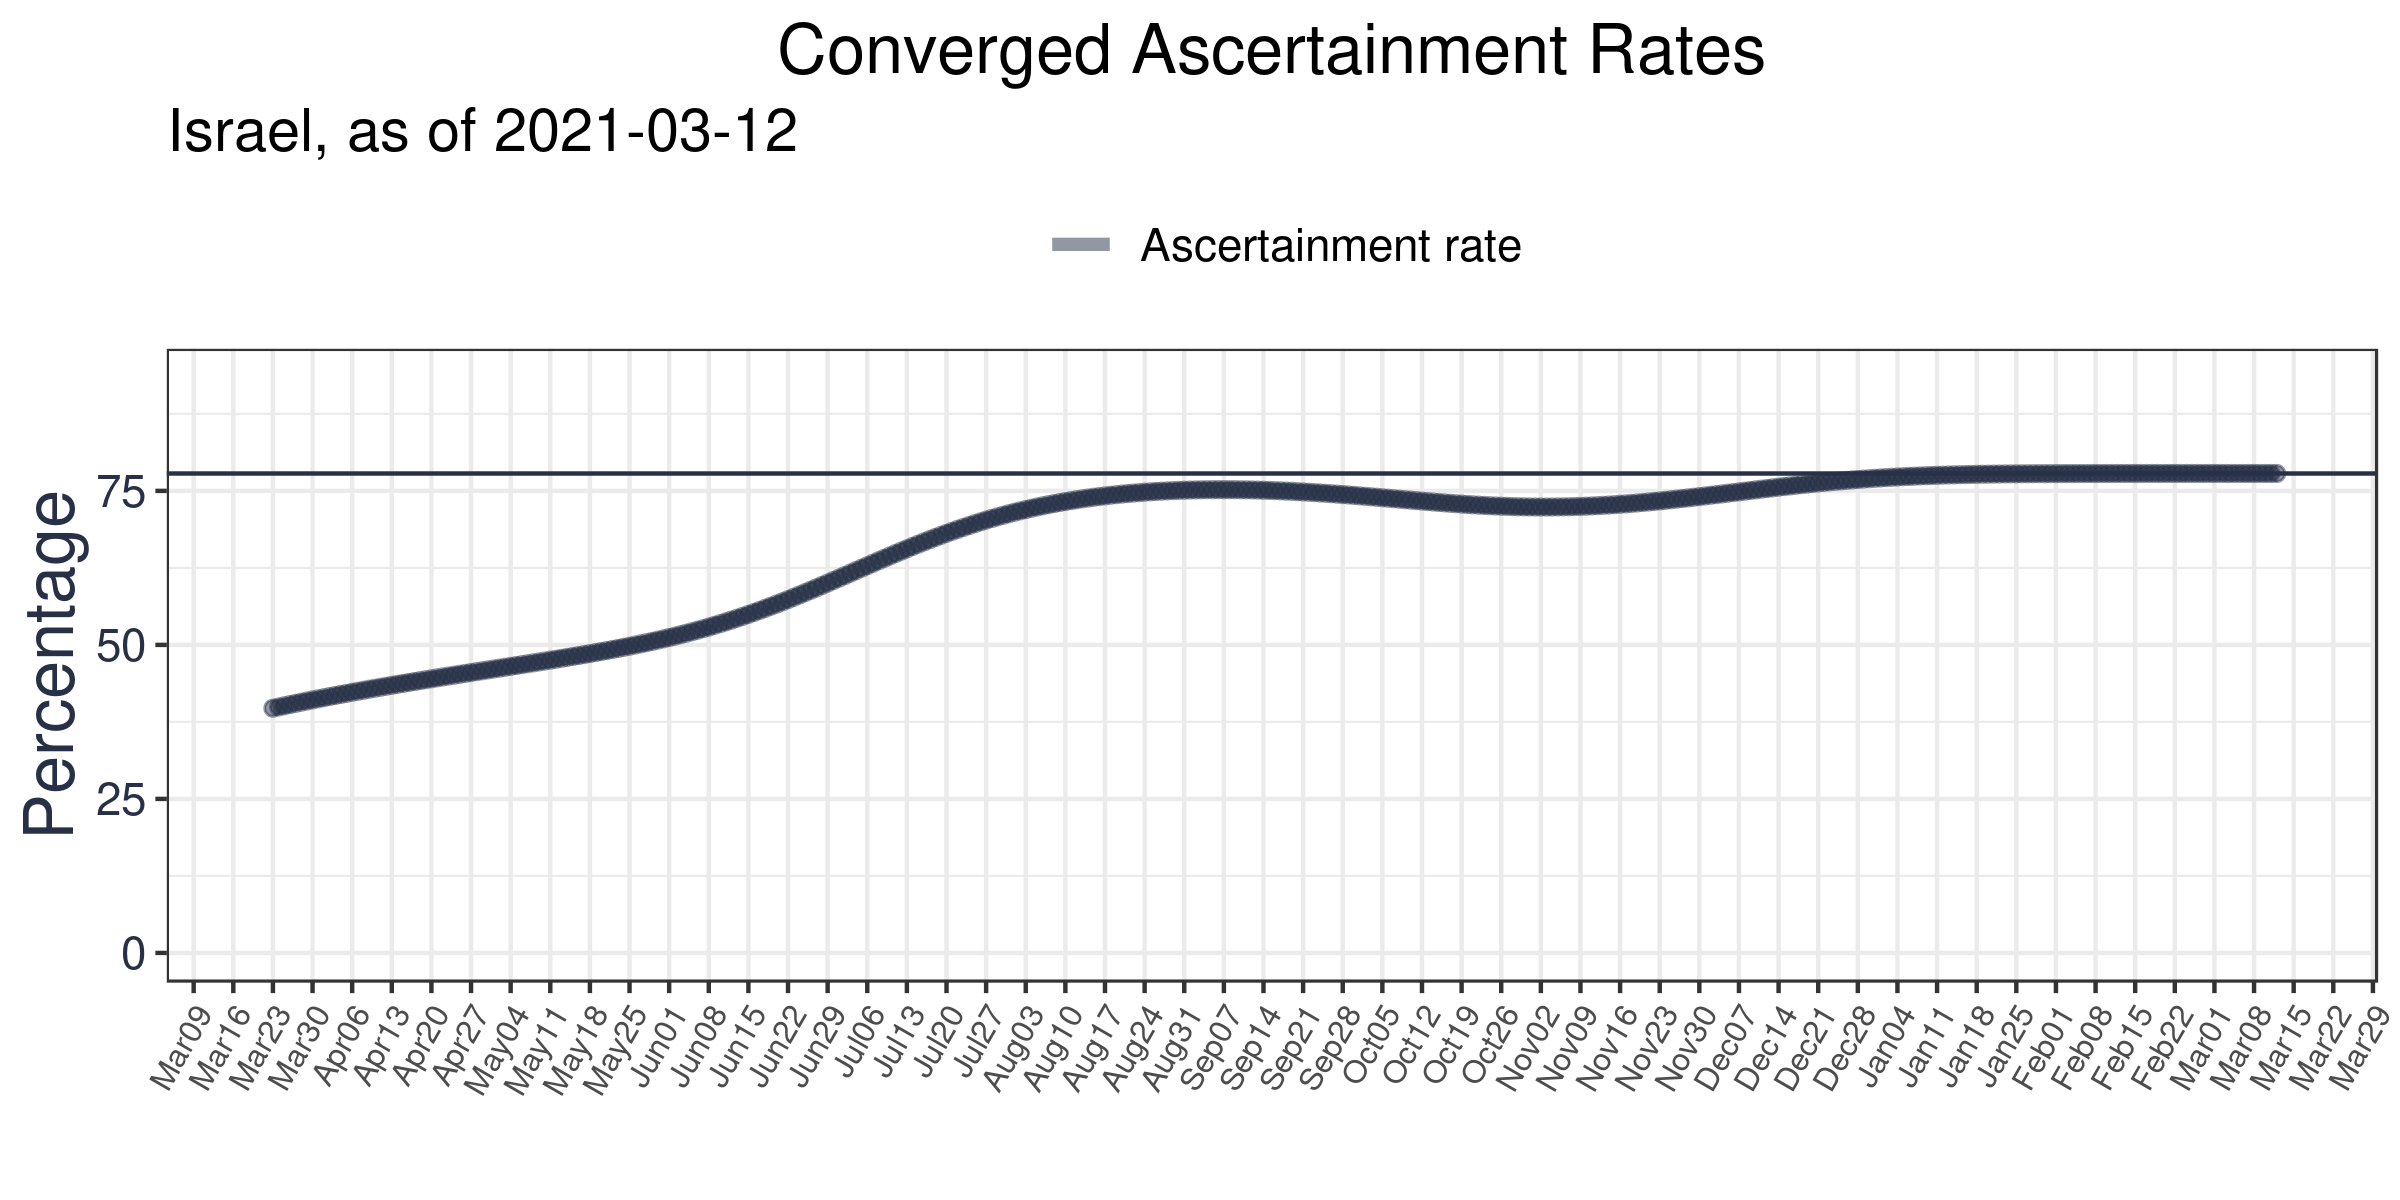 Converged Ascertainment Rates
Israel, as of 2021-03-12
Ascertainment rate
Percentage
75
50
25
0
Mar09 Mar16 Mar23 Mar30 Apr06 Apr13 Apr20 Apr27 May04 May11 May18 May25 Jun01 Jun08 Jun15 Jun22 Jun29 Jul06 Jul13 Jul20 Jul27 Aug03 Aug10 Aug17 Aug24 Aug31 Sep07 Sep14 Sep21 Sep28 Oct05 Oct12 Oct19 Oct26 Nov02 Nov09 Nov16 Nov23 Nov30 Dec07 Dec14 Dec21 Dec28 Jan04 Jan11 Jan18 Jan25 Feb01 Feb08 Feb15 Feb22 Mar01 Mar08 Mar15 Mar22 Mar29